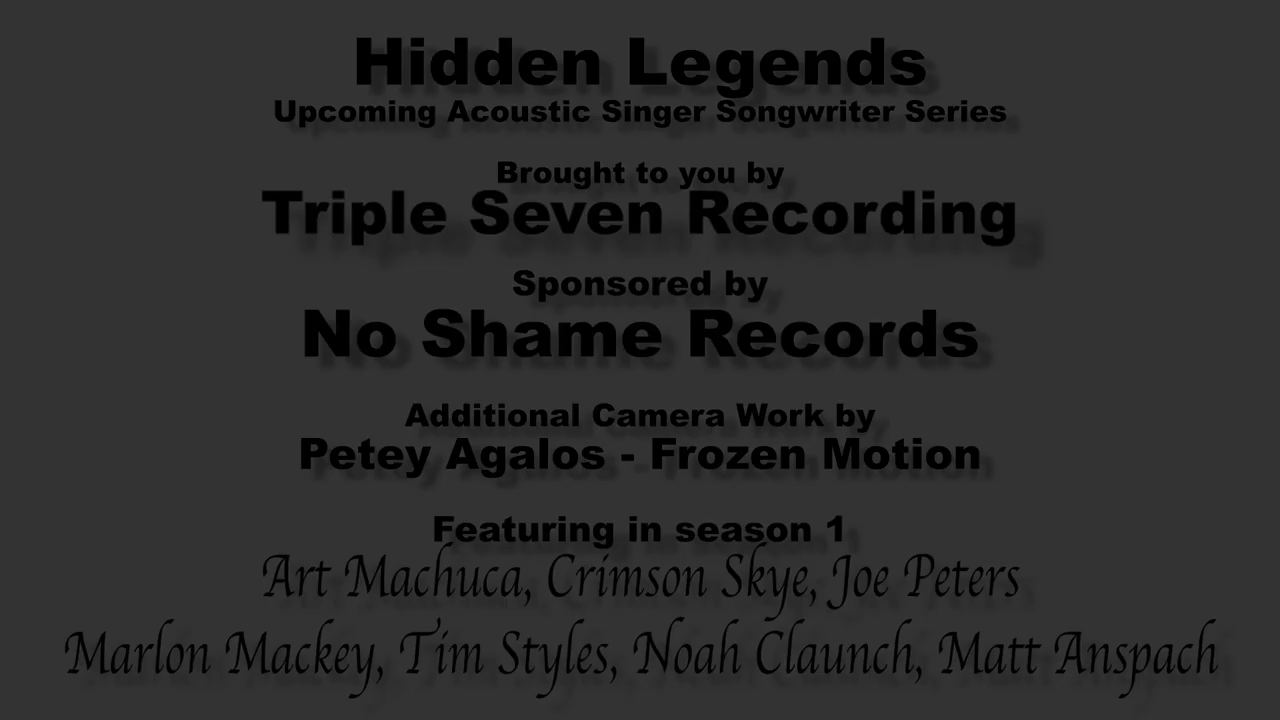 Hidden Legends
Upcoming Acoustic Singer Songwriter Series
Brought to you by
Triple Seven Recording
Sponsored by
No Shame Records
Additional Camera Work by
Petey Agalos - Frozen Motion
Featuring in season 1
Art Machuca, Crimson Skye, Joe Peters
Marlon Mackey, Tim Styles, Noah Claunch, Matt Anspach